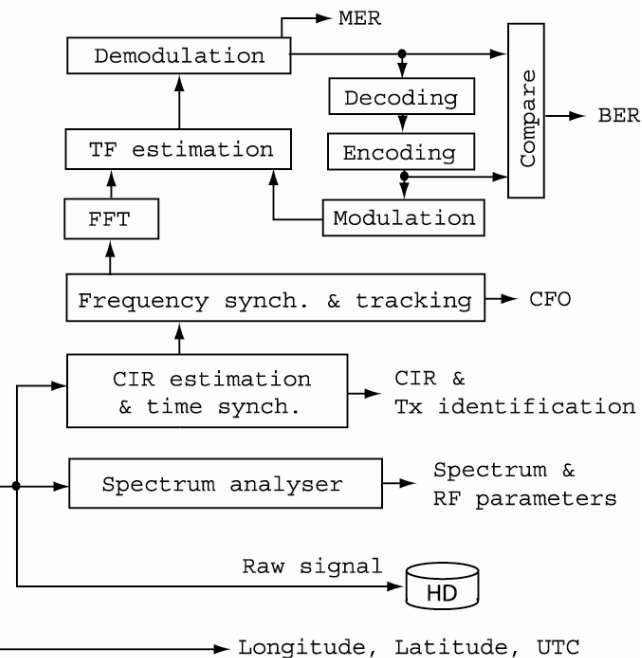 MER
Demodulation
Decoding
Compare
BER
TF estimation
Encoding
FFT
Modulation
Frequency synch. & tracking
CFO
CIR estimation
& time synch.
CIR &
Tx identification
Spectrum analyser
Spectrum &
RF parameters
Raw signal
HD
Longitude, Latitude, UTC